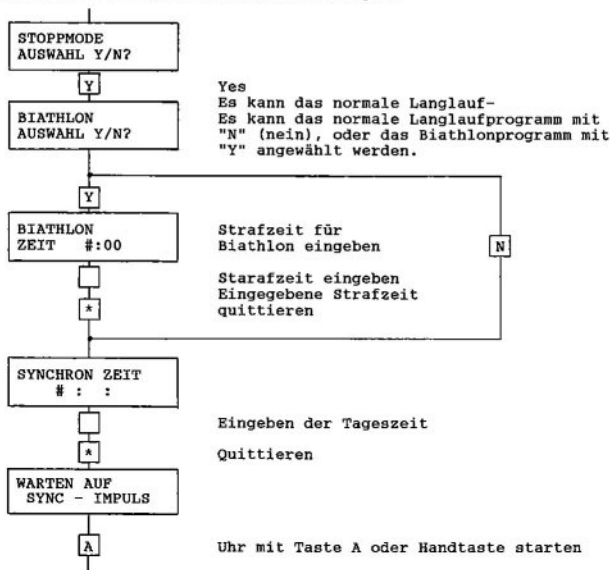 STOPPMODE
AUSWAHL Y/N?
Y
Yes
Es kann das normale Langlauf-
BIATHLON
AUSWAHL Y/N?
Es kann das normale Langlaufprogramm mit
"N" (nein), oder das Biathlonprogramm mit
"Y" angewählt werden.
Y
BIATHLON
ZEIT #:00
Strafzeit für
Biathlon eingeben
N
Starafzeit eingeben
Eingegebene Strafzeit
*
quittieren
SYNCHRON ZEIT
# : :
Eingeben der Tageszeit
*
Quittieren
WARTEN AUF
SYNC - IMPULS
A
Uhr mit Taste A oder Handtaste starten